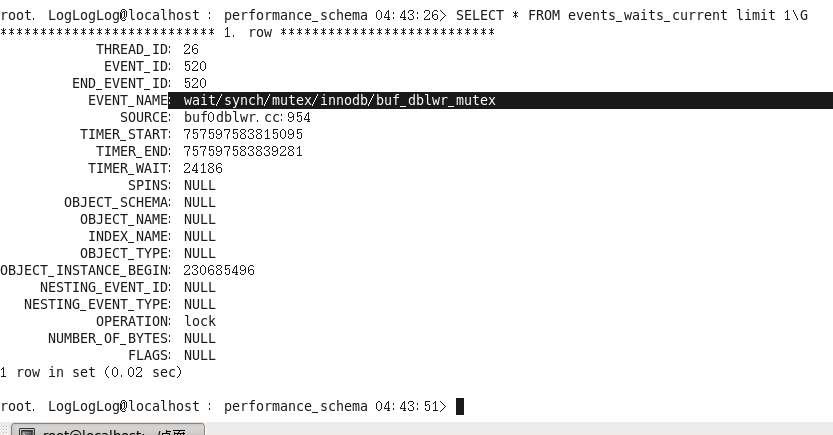 root. LogLogLog@localhost : performance_schema 04:43:26> SELECT * FROM events_waits_current limit 1\G
*************************** 1. row ***************************
THREAD_ID: 26
EVENT_ID: 520
END_EVENT_ID: 520
EVENT_NAME: wait/synch/mutex/innodb/buf_dblwr_mutex
SOURCE: buf0dblwr.cc:954
TIMER_START: 757597583815095
TIMER_END: 757597583839281
TIMER_WAIT: 24186
SPINS: NULL
OBJECT_SCHEMA: NULL
OBJECT_NAME: NULL
INDEX_NAME: NULL
OBJECT_TYPE: NULL
OBJECT_INSTANCE_BEGIN: 230685496
NESTING_EVENT_ID: NULL
NESTING_EVENT_TYPE: NULL
OPERATION: lock
NUMBER_OF_BYTES: NULL
FLAGS: NULL
1 row in set (0.02 sec)
root. LogLogLog@localhost : performance_schema 04:43:51>
root@localhost:~/桌面